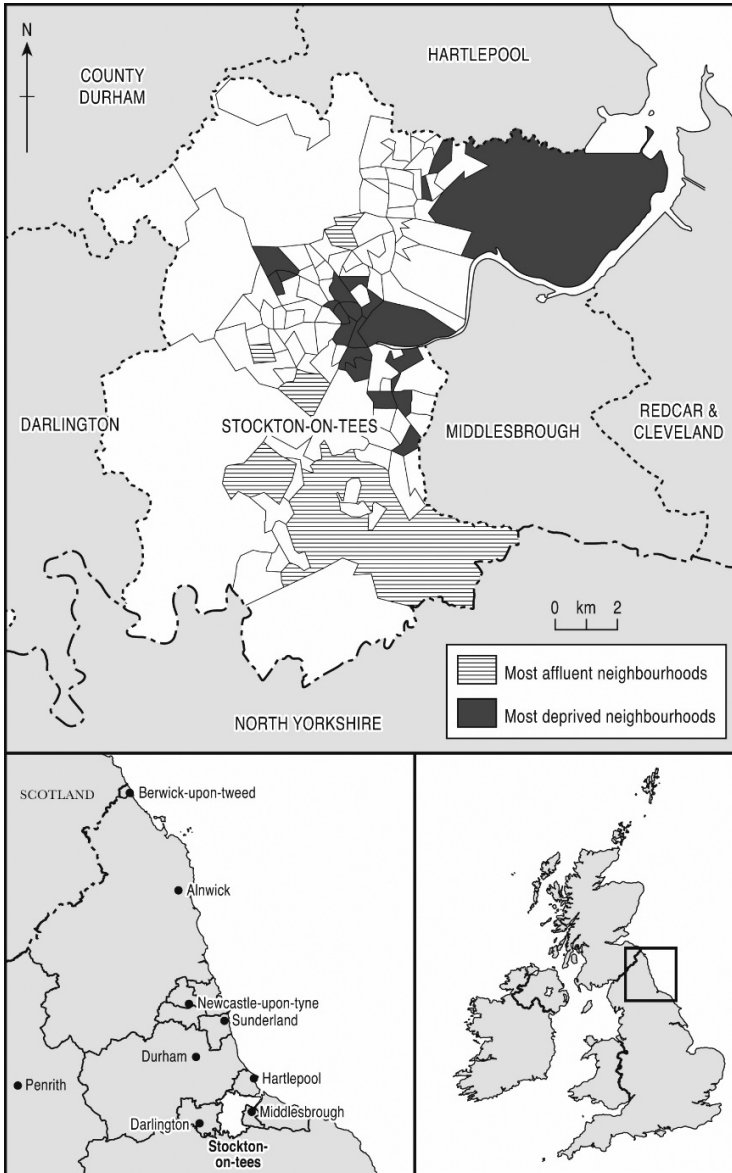 N
HARTLEPOOL
COUNTY
DURHAM
DARLINGTON
STOCKTON-ON-TEES
MIDDLESBROUGH
REDCAR &
CLEVELAND
0 km 2
Most affluent neighbourhoods
Most deprived neighbourhoods
NORTH YORKSHIRE
SCOTLAND
Berwick-upon-tweed
Alnwick
Newcastle-upon-tyne
Sunderland
Durham
Penrith
Hartlepool
Middlesbrough
Darlington
Stockton-
on-tees